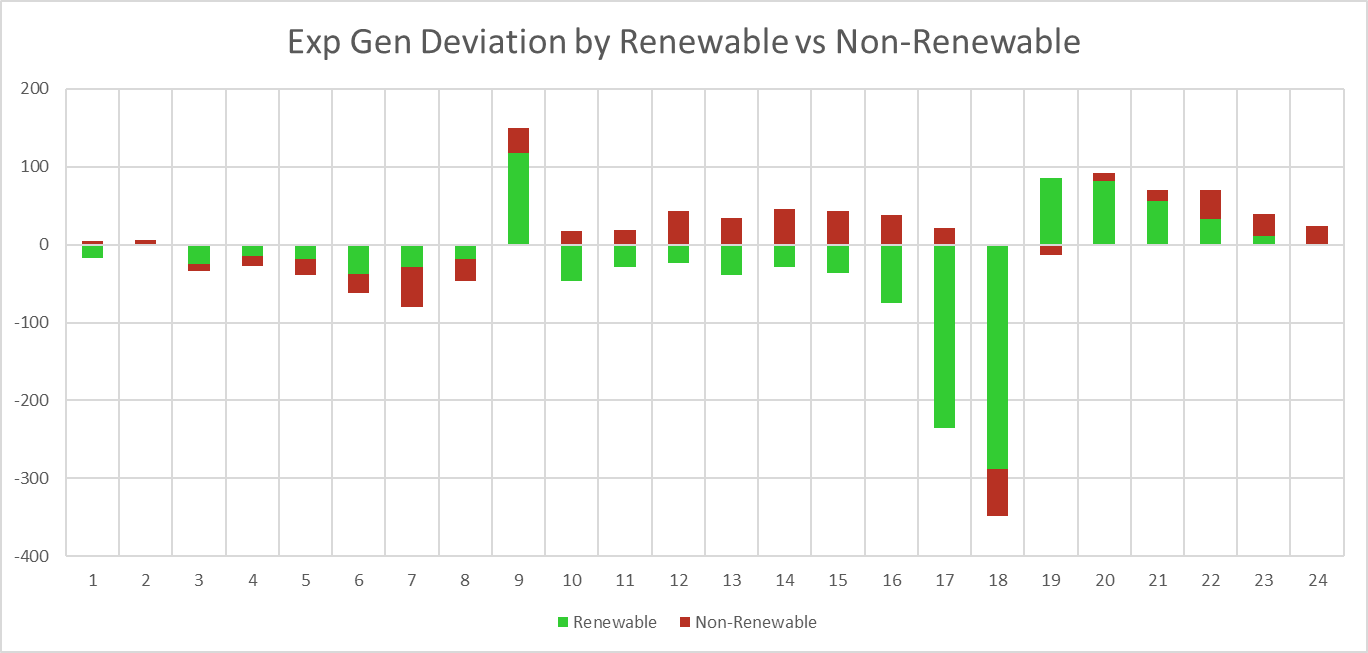 Exp Gen Deviation by Renewable vs Non-Renewable
200
100
0
-100
-200
-300
-400
1 2 3 4 5 6 7 8 9 10 11 12 13 14 15 16 17 18 19 20 21 22 23 24
Renewable Non-Renewable